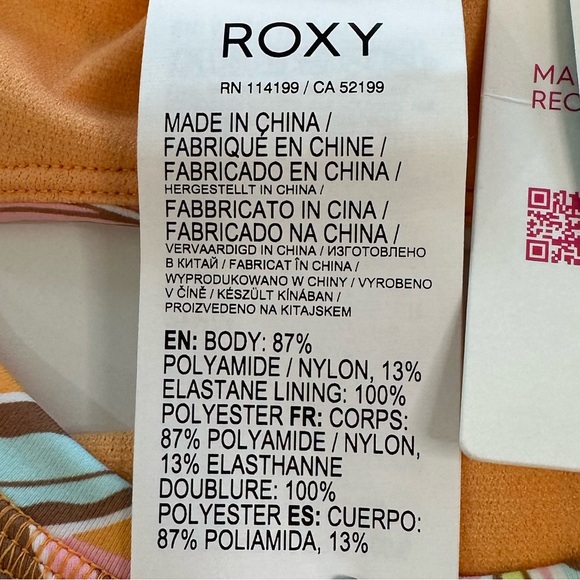 ROXY
RN 114199 / CA 52199
MADE IN CHINA /
FABRIQUÉ EN CHINE /
FABRICADO EN CHINA /
HERGESTELLT IN CHINA /
FABBRICATO IN CINA /
FABRICADO NA CHINA /
VERVAARDIGD IN CHINA / ИЗГОТОВЛЕНО
В КИТАЙ / FABRICAT ÎN CHINA /
WYPRODUKOWANO W CHINY / VYROBENO
V ČÍNĚ / KÉSZÜLT KÍNÁBAN /
PROIZVEDENO NA KITAJSKEM
EN: BODY: 87%
POLYAMIDE / NYLON, 13%
ELASTANE LINING: 100%
POLYESTER FR: CORPS:
87% POLYAMIDE / NYLON,
13% ELASTHANNE
DOUBLURE: 100%
POLYESTER ES: CUERPO:
87% POLIAMIDA, 13%
MA
REC